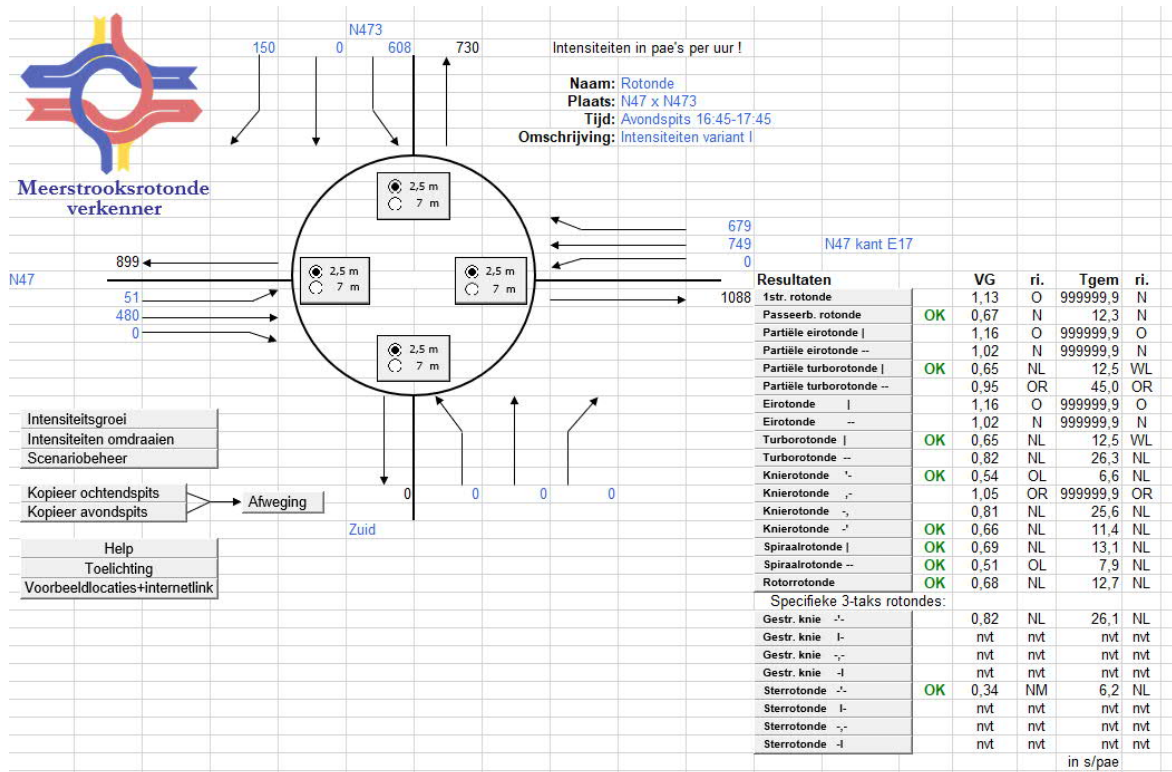 N473
150 0 608 730 Intensiteiten in pae's per uur !
Naam: Rotonde
Plaats: N47 x N473
Tijd: Avondspits 16:45-17:45
Omschrijving: Intensiteiten variant I
Meerstrooksrotonde
verkenner
2,5 m
7 m
679
749 N47 kant E17
0
899
N47
2,5 m
7 m
2,5 m
7 m
51
480
0
1088
2,5 m
7 m
Intensiteitsgroei
Intensiteiten omdraaien
Scenariobeheer
Kopieer ochtendspits
Kopieer avondspits
Afweging
0 0 0 0
Zuid
Help
Toelichting
Voorbeeldlocaties+internetlink
Resultaten VG ri. Tgem ri.
1str. rotonde 1,13 O 999999,9 N
Passeerb. rotonde OK 0,67 N 12,3 N
Partiële eirotonde | 1,16 O 999999,9 O
Partiële eirotonde -- 1,02 N 999999,9 N
Partiële turborotonde | OK 0,65 NL 12,5 WL
Partiële turborotonde -- 0,95 OR 45,0 OR
Eirotonde | 1,16 O 999999,9 O
Eirotonde -- 1,02 N 999999,9 N
Turborotonde | OK 0,65 NL 12,5 WL
Turborotonde -- 0,82 NL 26,3 NL
Knierotonde '- OK 0,54 OL 6,6 NL
Knierotonde ,- 1,05 OR 999999,9 OR
Knierotonde -, 0,81 NL 25,6 NL
Knierotonde -' OK 0,66 NL 11,4 NL
Spiraalrotonde | OK 0,69 NL 13,1 NL
Spiraalrotonde -- OK 0,51 OL 7,9 NL
Rotorrotonde OK 0,68 NL 12,7 NL
Specifieke 3-taks rotondes:
Gestr. knie -'- 0,82 NL 26,1 NL
Gestr. knie I- nvt nvt nvt nvt
Gestr. knie -,- nvt nvt nvt nvt
Gestr. knie -I nvt nvt nvt nvt
Sterrotonde -'- OK 0,34 NM 6,2 NL
Sterrotonde I- nvt nvt nvt nvt
Sterrotonde -,- nvt nvt nvt nvt
Sterrotonde -I nvt nvt nvt nvt
in s/pae